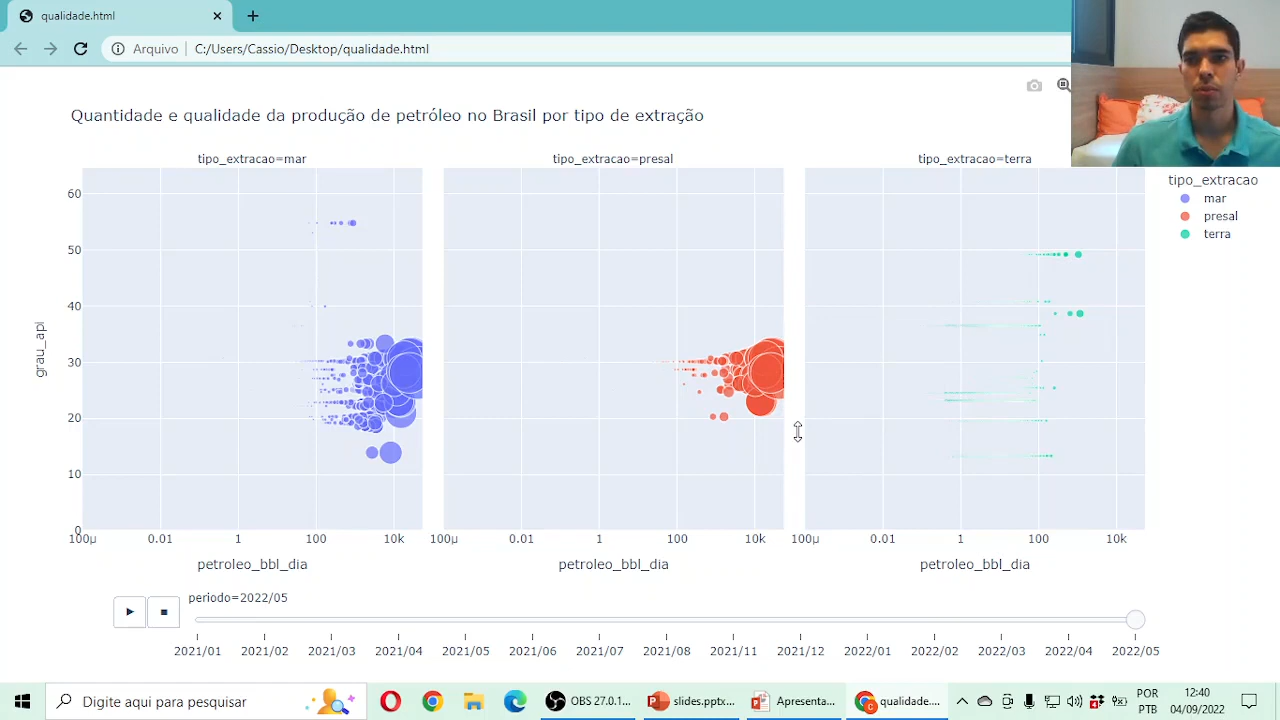 qualidade.html
Arquivo C:/Users/Cassio/Desktop/qualidade.html
Quantidade e qualidade da produção de petróleo no Brasil por tipo de extração
tipo_extracao=mar
tipo_extracao=presal
tipo_extracao=terra
tipo_extracao
mar
presal
terra
grau_api
60
50
40
30
20
10
0
100µ 0.01 1 100 10k
100µ 0.01 1 100 10k
100µ 0.01 1 100 10k
petroleo_bbl_dia
petroleo_bbl_dia
petroleo_bbl_dia
periodo=2022/05
2021/01 2021/02 2021/03 2021/04 2021/05 2021/06 2021/07 2021/08 2021/11 2021/12 2022/01 2022/02 2022/03 2022/04 2022/05
Digite aqui para pesquisar
OBS 27.0.1...
slides.pptx...
Apresenta...
qualidade....
POR
PTB
12:40
04/09/2022